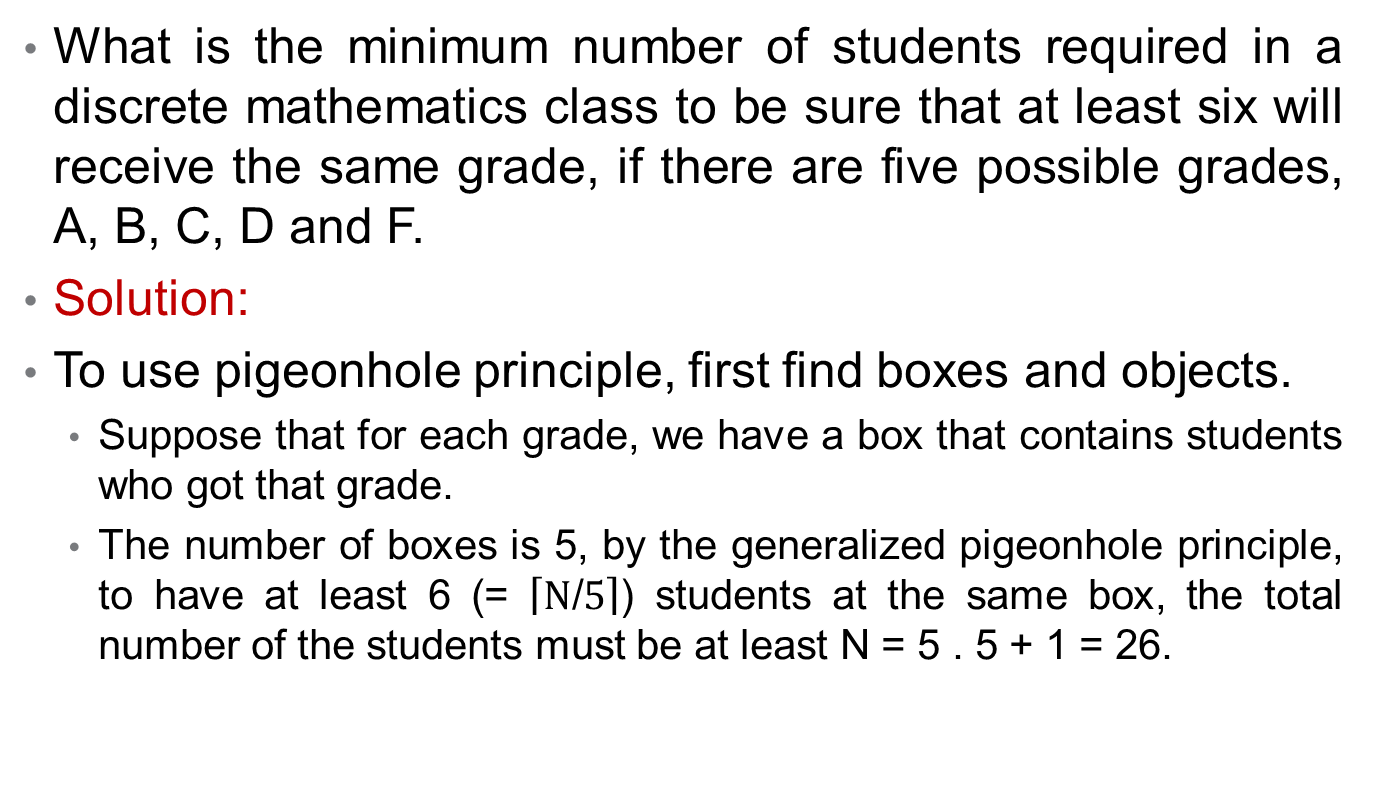 • What is the minimum number of students required in a
discrete mathematics class to be sure that at least six will
receive the same grade, if there are five possible grades,
A, B, C, D and F.
• Solution:
• To use pigeonhole principle, first find boxes and objects.
• Suppose that for each grade, we have a box that contains students
who got that grade.
• The number of boxes is 5, by the generalized pigeonhole principle,
to have at least 6 (= ⌈N/5⌉) students at the same box, the total
number of the students must be at least N = 5 . 5 + 1 = 26.